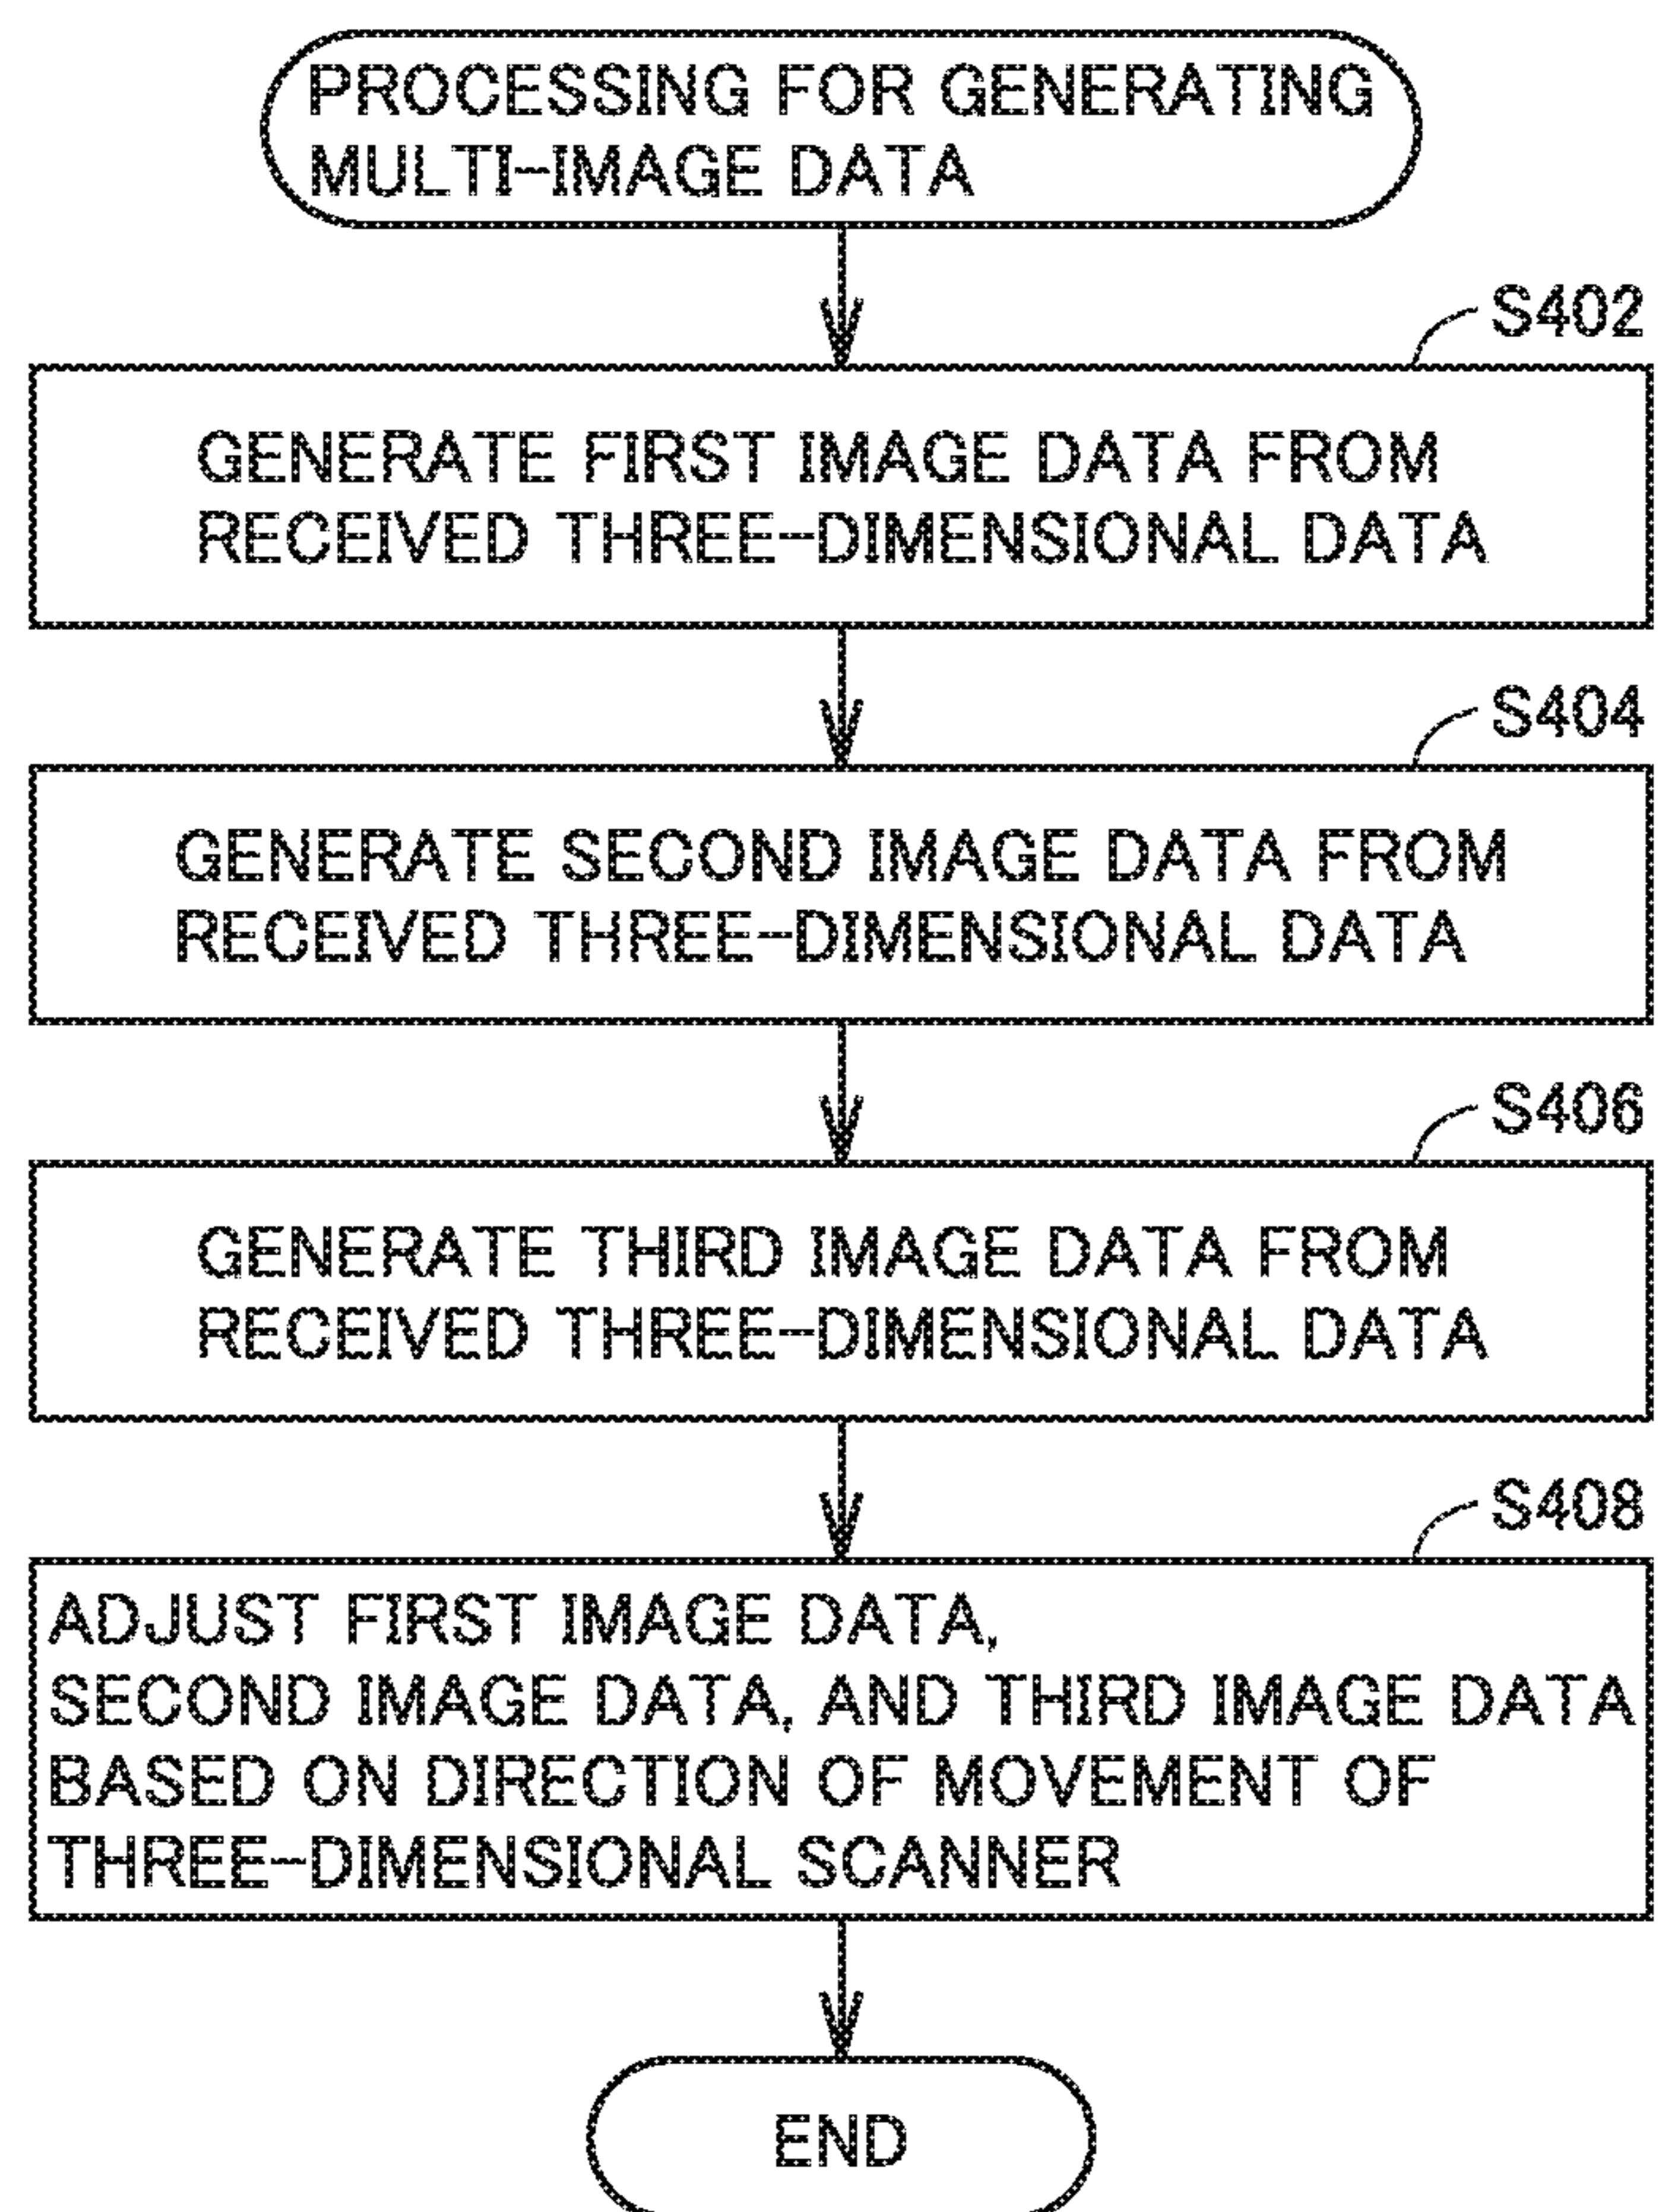 PROCESSING FOR GENERATING
MULTI-IMAGE DATA
S402
GENERATE FIRST IMAGE DATA FROM
RECEIVED THREE-DIMENSIONAL DATA
S404
GENERATE SECOND IMAGE DATA FROM
RECEIVED THREE-DIMENSIONAL DATA
S406
GENERATE THIRD IMAGE DATA FROM
RECEIVED THREE-DIMENSIONAL DATA
S408
ADJUST FIRST IMAGE DATA,
SECOND IMAGE DATA, AND THIRD IMAGE DATA
BASED ON DIRECTION OF MOVEMENT OF
THREE-DIMENSIONAL SCANNER
END